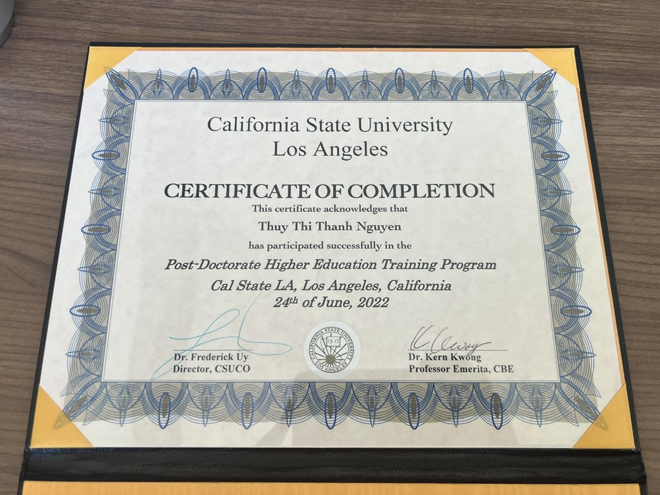 California State University
Los Angeles
CERTIFICATE OF COMPLETION
This certificate acknowledges that
Thuy Thi Thanh Nguyen
has participated successfully in the
Post-Doctorate Higher Education Training Program
Cal State LA, Los Angeles, California
24th of June, 2022
Dr. Frederick Uy
Director, CSUCO
K. Kwong
Dr. Kern Kwong
Professor Emerita, CBE